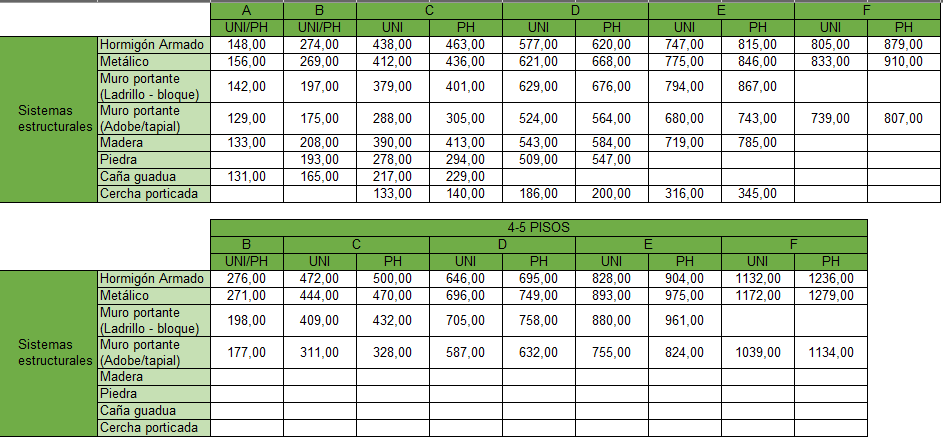 A B C D E F
UNI/PH UNI/PH UNI PH UNI PH UNI PH UNI PH
Sistemas estructurales
Hormigón Armado 148,00 274,00 438,00 463,00 577,00 620,00 747,00 815,00 805,00 879,00
Metálico 156,00 269,00 412,00 436,00 621,00 668,00 775,00 846,00 833,00 910,00
Muro portante
(Ladrillo - bloque) 142,00 197,00 379,00 401,00 629,00 676,00 794,00 867,00
Muro portante
(Adobe/tapial) 129,00 175,00 288,00 305,00 524,00 564,00 680,00 743,00 739,00 807,00
Madera 133,00 208,00 390,00 413,00 543,00 584,00 719,00 785,00
Piedra 193,00 278,00 294,00 509,00 547,00
Caña guadua 131,00 165,00 217,00 229,00
Cercha porticada 133,00 140,00 186,00 200,00 316,00 345,00
4-5 PISOS
B C D E F
UNI/PH UNI PH UNI PH UNI PH UNI PH
Sistemas estructurales
Hormigón Armado 276,00 472,00 500,00 646,00 695,00 828,00 904,00 1132,00 1236,00
Metálico 271,00 444,00 470,00 696,00 749,00 893,00 975,00 1172,00 1279,00
Muro portante
(Ladrillo - bloque) 198,00 409,00 432,00 705,00 758,00 880,00 961,00
Muro portante
(Adobe/tapial) 177,00 311,00 328,00 587,00 632,00 755,00 824,00 1039,00 1134,00
Madera
Piedra
Caña guadua
Cercha porticada